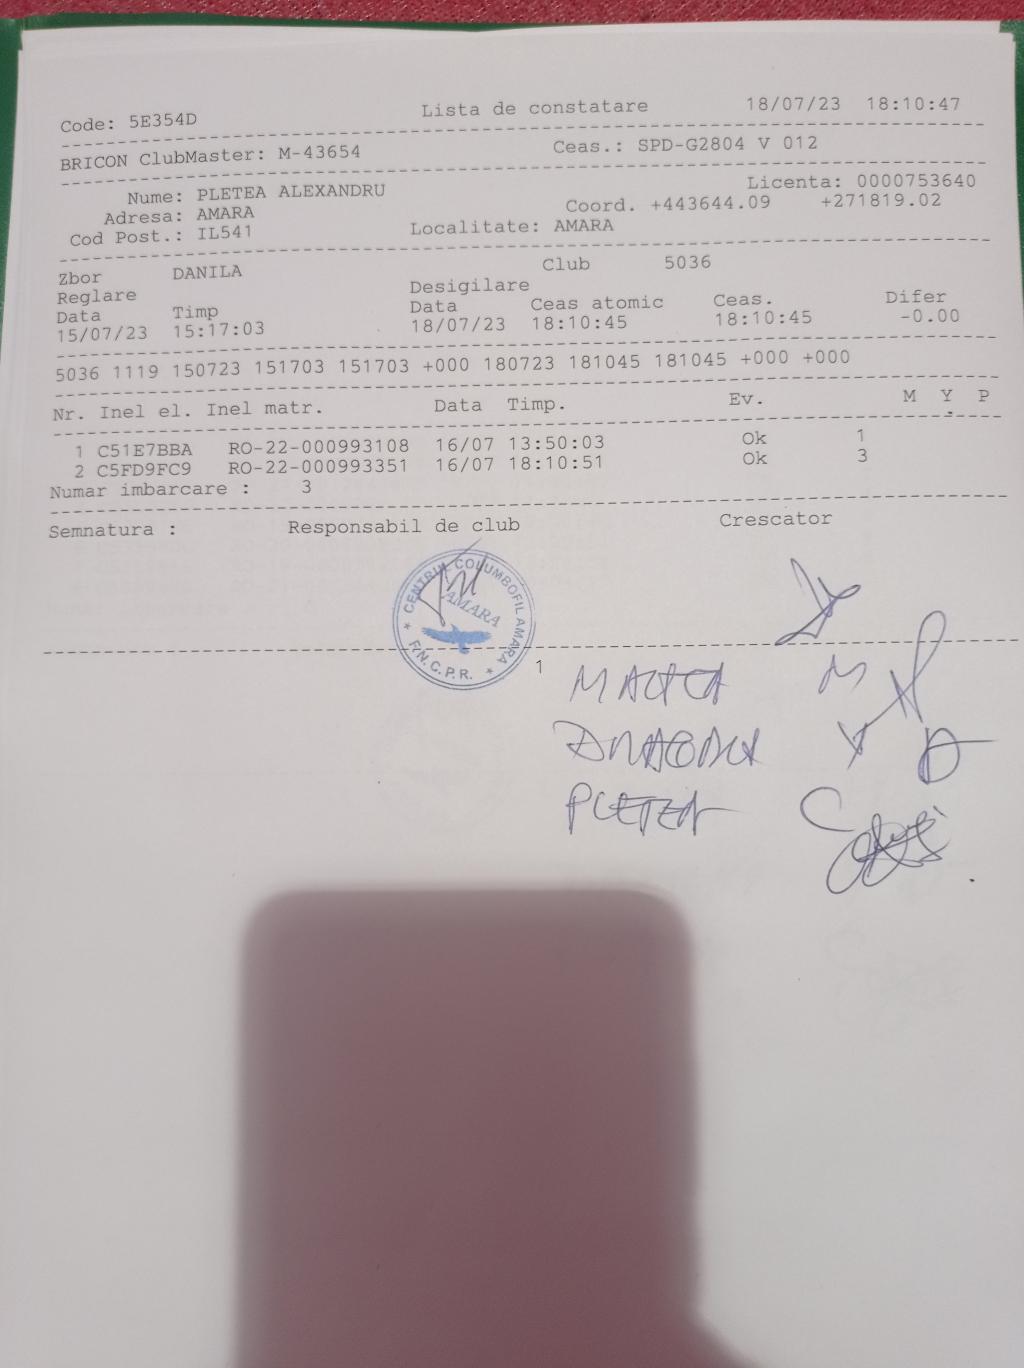 Code: 5E354D Lista de constatare 18/07/23 18:10:47
BRICON ClubMaster: M-43654 Ceas.: SPD-G2804 V 012
Nume: PLETEA ALEXANDRU Licenta: 0000753640
Adresa: AMARA Coord. +443644.09 +271819.02
Cod Post.: IL541 Localitate: AMARA
Zbor DANILA Club 5036
Reglare Desigilare
Data Timp Data Ceas atomic Ceas. Difer
15/07/23 15:17:03 18/07/23 18:10:45 18:10:45 -0.00
5036 1119 150723 151703 151703 +000 180723 181045 181045 +000 +000
Nr. Inel el. Inel matr. Data Timp. Ev. M Y P
1 C51E7BBA RO-22-000993108 16/07 13:50:03 Ok 1
2 C5FD9FC9 RO-22-000993351 16/07 18:10:51 Ok 3
Numar imbarcare : 3
Semnatura : Responsabil de club Crescator
* CENTRUL COLUMBOFIL AMARA *
AMARA
F.N.C.P.R.
1
PLETEA